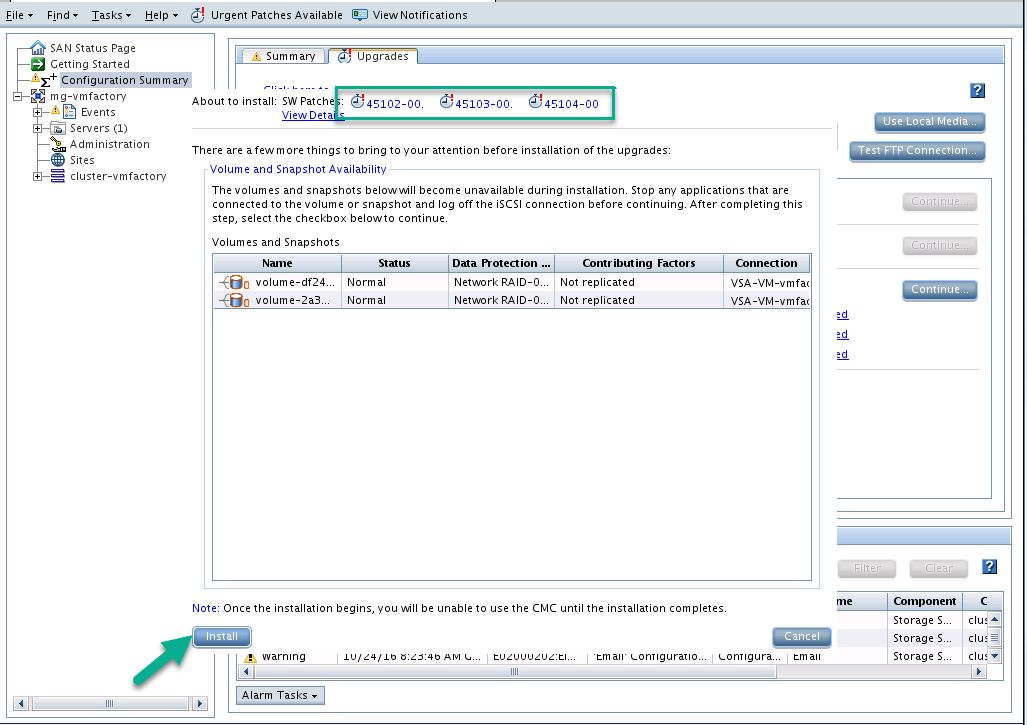 File Find Tasks Help Urgent Patches Available View Notifications
SAN Status Page
Getting Started
Configuration Summary
mg-vmfactory
Events
Servers (1)
Administration
Sites
cluster-vmfactory
Summary Upgrades
About to install: SW Patches: 45102-00. 45103-00. 45104-00
View Details
Use Local Media...
Test FTP Connection...
There are a few more things to bring to your attention before installation of the upgrades:
Volume and Snapshot Availability
The volumes and snapshots below will become unavailable during installation. Stop any applications that are
connected to the volume or snapshot and log off the iSCSI connection before continuing. After completing this
step, select the checkbox below to continue.
Volumes and Snapshots
Name Status Data Protection ... Contributing Factors Connection
volume-df24... Normal Network RAID-0... Not replicated VSA-VM-vmfac
volume-2a3... Normal Network RAID-0... Not replicated VSA-VM-vmfac
Continue...
Continue...
Continue...
ed
ed
ed
Note: Once the installation begins, you will be unable to use the CMC until the installation completes.
Install Cancel
Filter Clear
me Component C
Storage S... clus
Storage S... clus
Warning 10/24/16 8:23:46 AM G... E02000202:El... 'Email' Configuratio... Configura... Email Storage S... clus
Alarm Tasks